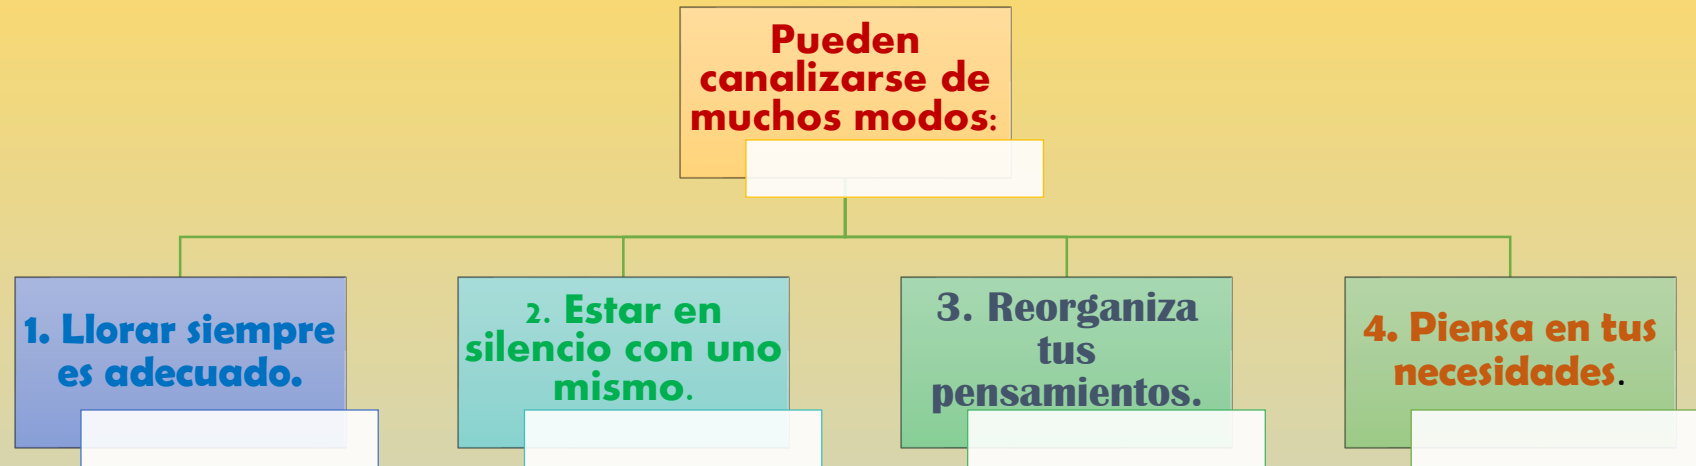 Pueden
canalizarse de
muchos modos:
1. Llorar siempre
es adecuado.
2. Estar en
silencio con uno
mismo.
3. Reorganiza
tus
pensamientos.
4. Piensa en tus
necesidades.